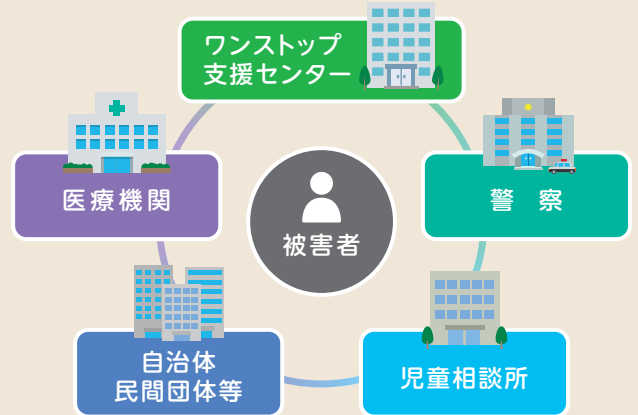 ワンストップ
支援センター
医療機関
警 察
被害者
自治体
民間団体等
児童相談所